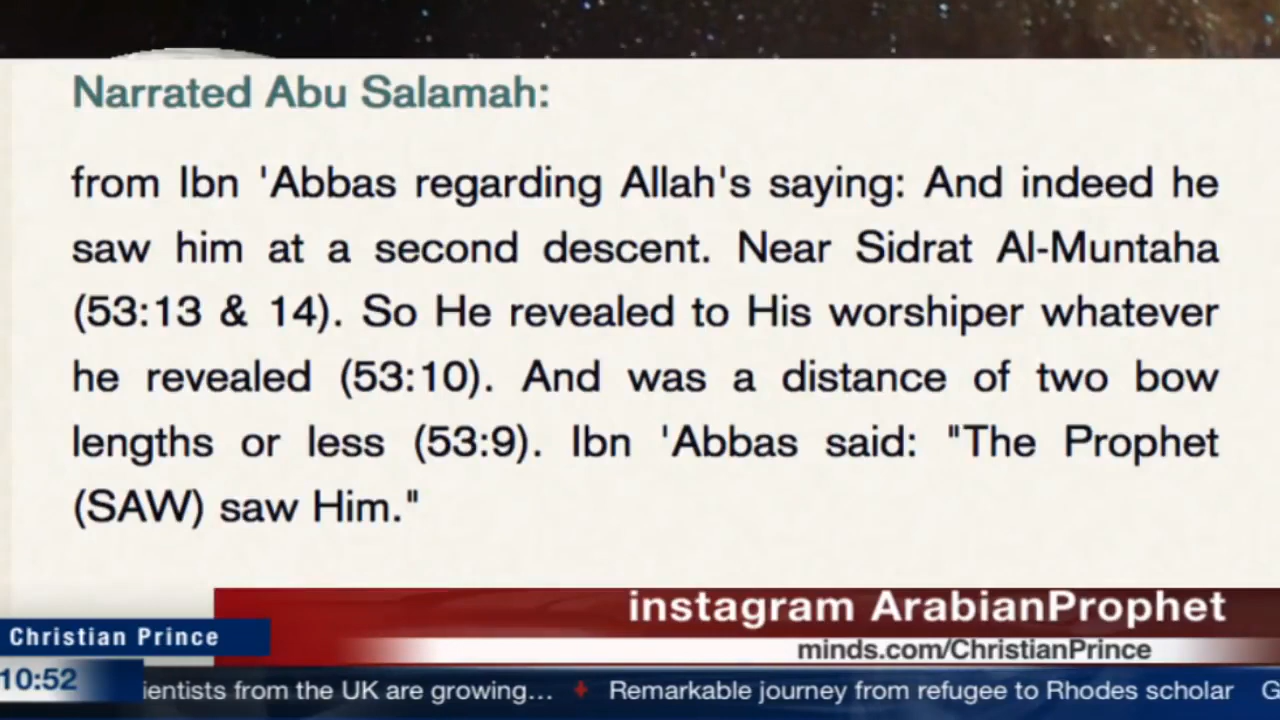 Narrated Abu Salamah:
from Ibn 'Abbas regarding Allah's saying: And indeed he
saw him at a second descent. Near Sidrat Al-Muntaha
(53:13 & 14). So He revealed to His worshiper whatever
he revealed (53:10). And was a distance of two bow
lengths or less (53:9). Ibn 'Abbas said: "The Prophet
(SAW) saw Him."
instagram ArabianProphet
Christian Prince
minds.com/ChristianPrince
10:52
ientists from the UK are growing... Remarkable journey from refugee to Rhodes scholar G